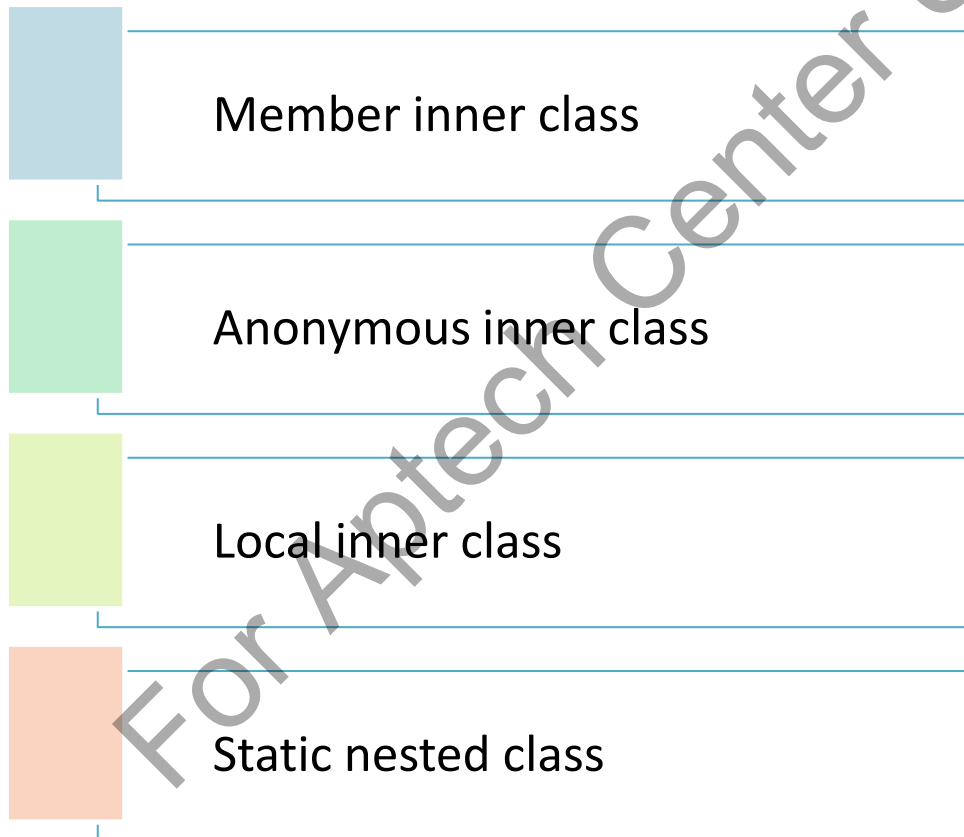 Member inner class
Anonymous inner class
Local inner class
Static nested class
For Aptech Center